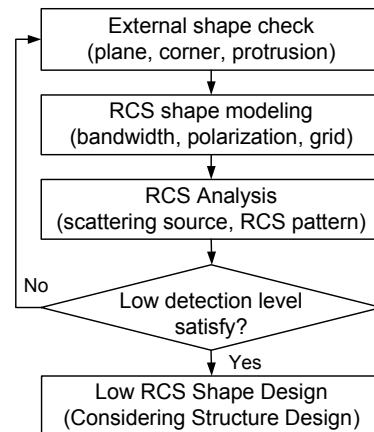 External shape check
(plane, corner, protrusion)
RCS shape modeling
(bandwidth, polarization, grid)
RCS Analysis
(scattering source, RCS pattern)
No
Low detection level
satisfy?
Yes
Low RCS Shape Design
(Considering Structure Design)